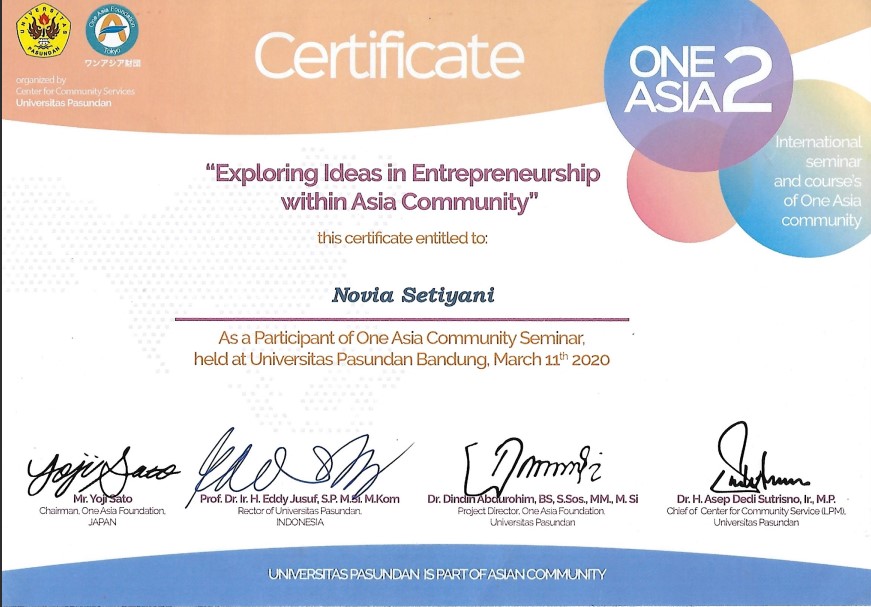 UNIVERSITAS
PASUNDAN
One Asia Foundation
Tokyo
ワンアジア財団
organized by
Center for Community Services
Universitas Pasundan
Certificate
ONE
ASIA2
International
seminar
and course's
of One Asia
community
“Exploring Ideas in Entrepreneurship
within Asia Community”
this certificate entitled to:
Novia Setiyani
As a Participant of One Asia Community Seminar,
held at Universitas Pasundan Bandung, March 11th 2020
Yoji Sato
Mr. Yoji Sato
Chairman, One Asia Foundation,
JAPAN
Prof. Dr. Ir. H. Eddy Jusuf, S.P. M.Si. M.Kom
Rector of Universitas Pasundan,
INDONESIA
Dr. Dindin Abdurohim, BS, S.Sos., MM., M. Si
Project Director, One Asia Foundation,
Universitas Pasundan
Dr. H. Asep Dedi Sutrisno, Ir., M.P.
Chief of Center for Community Service (LPM),
Universitas Pasundan
UNIVERSITAS PASUNDAN IS PART OF ASIAN COMMUNITY